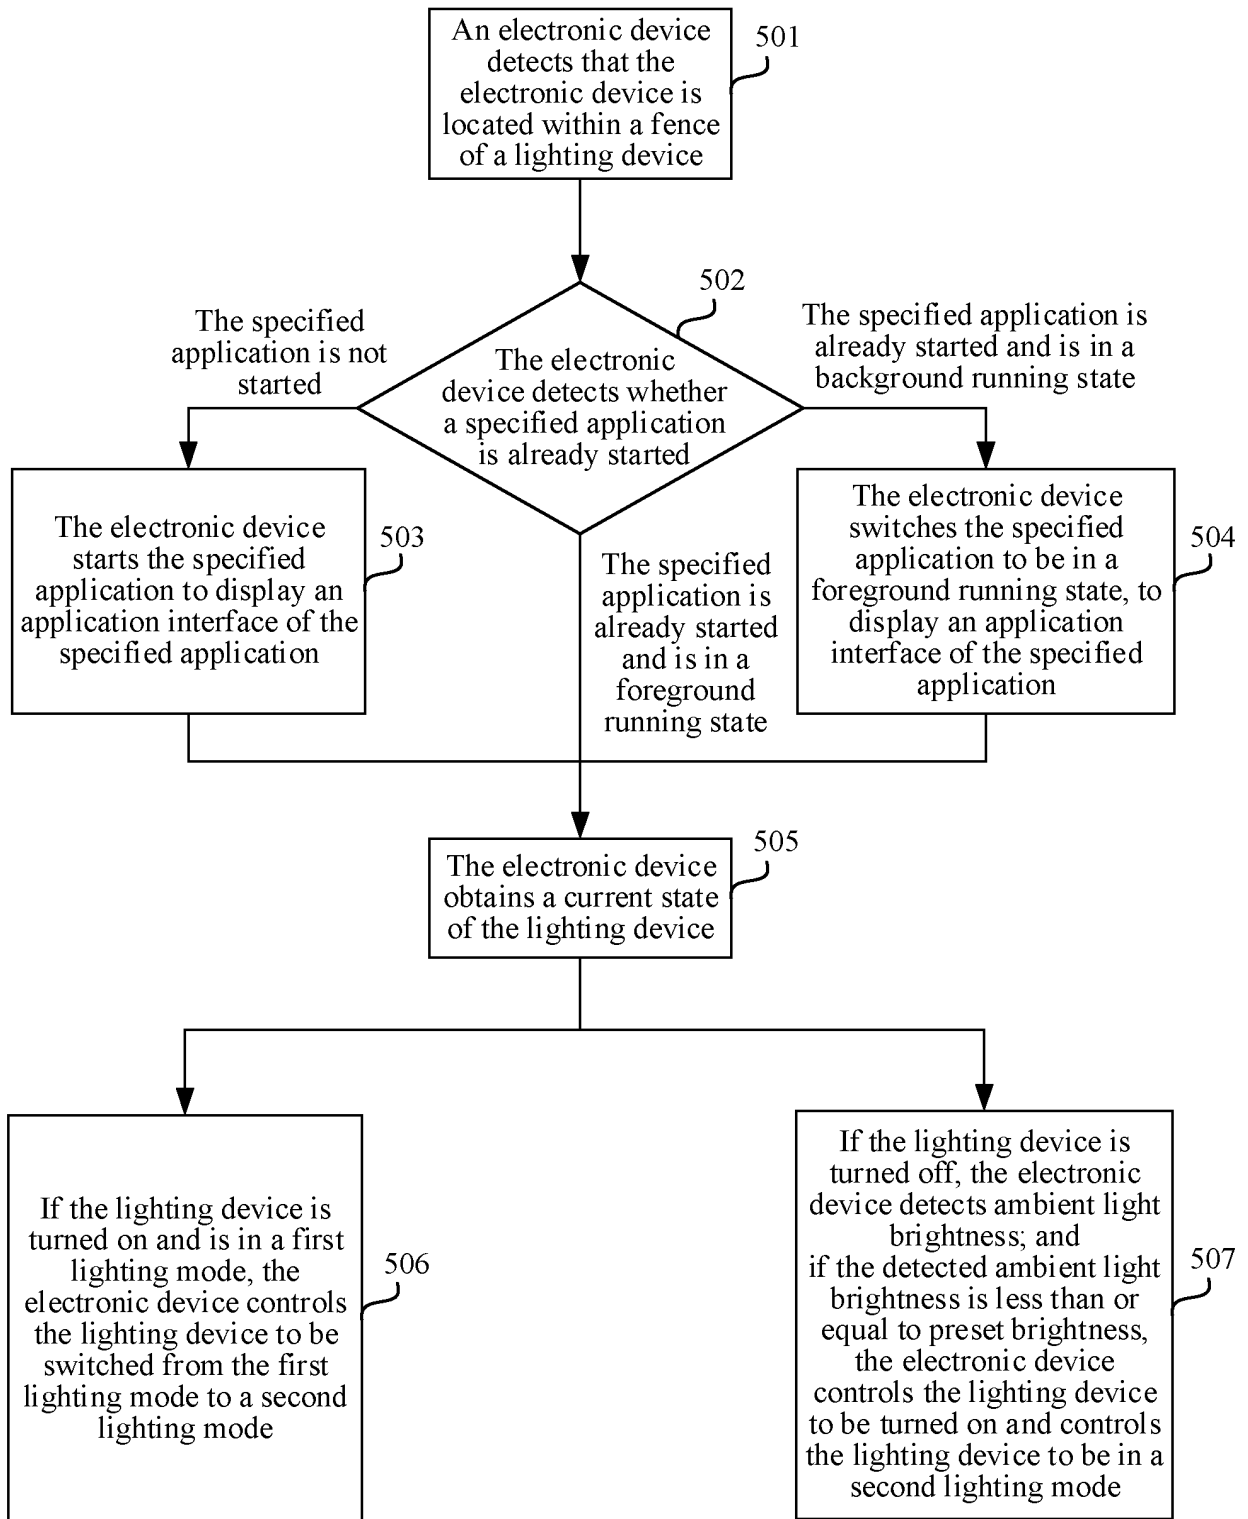 An electronic device
detects that the
electronic device is
located within a fence
of a lighting device
501
502
The specified
application is not
started
The electronic
device detects whether
a specified application
is already started
The specified application is
already started and is in a
background running state
The electronic device
starts the specified
application to display an
application interface of the
specified application
503
The specified
application is
already started
and is in a
foreground
running state
The electronic device
switches the specified
application to be in a
foreground running state, to
display an application
interface of the specified
application
504
The electronic device
obtains a current state
of the lighting device
505
If the lighting device is
turned on and is in a first
lighting mode, the
electronic device controls
the lighting device to be
switched from the first
lighting mode to a second
lighting mode
506
If the lighting device is
turned off, the electronic
device detects ambient light
brightness; and
if the detected ambient light
brightness is less than or
equal to preset brightness,
the electronic device
controls the lighting device
to be turned on and controls
the lighting device to be in a
second lighting mode
507